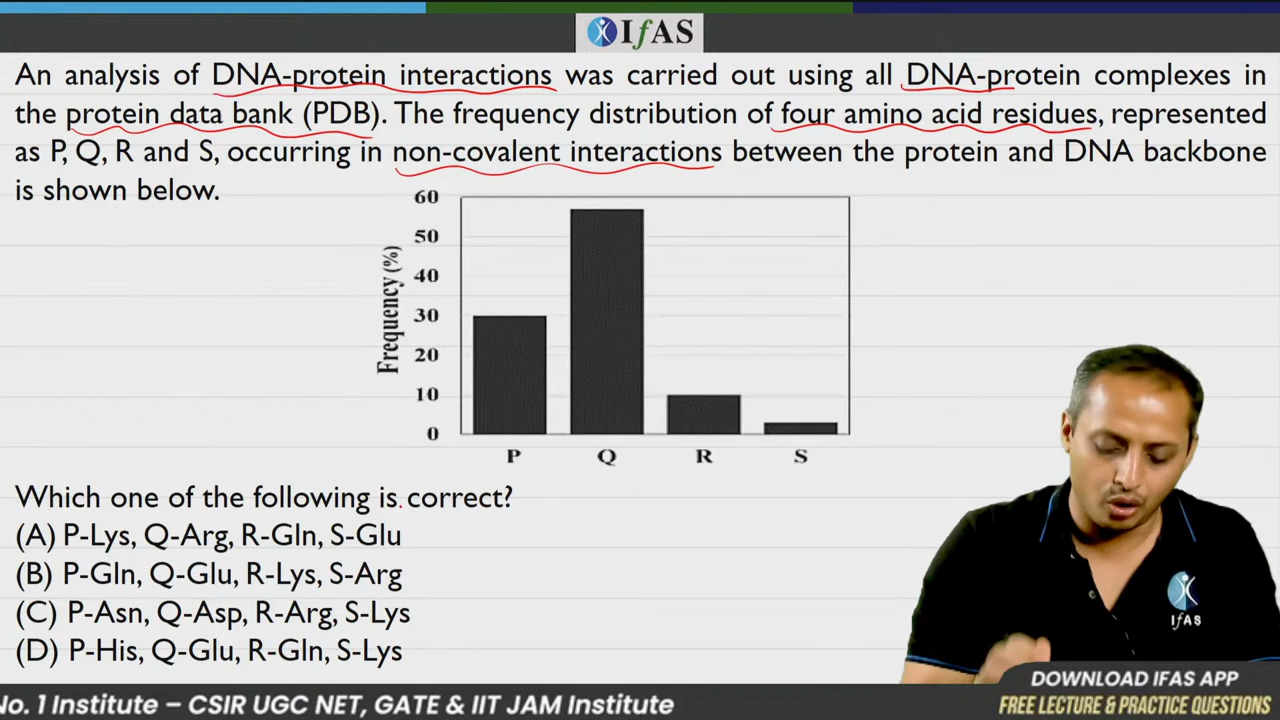 IfAS
An analysis of DNA-protein interactions was carried out using all DNA-protein complexes in
the protein data bank (PDB). The frequency distribution of four amino acid residues, represented
as P, Q, R and S, occurring in non-covalent interactions between the protein and DNA backbone
is shown below.
60
50
40
30
20
10
0
Frequency (%)
P Q R S
Which one of the following is correct?
(A) P-Lys, Q-Arg, R-Gln, S-Glu
(B) P-Gln, Q-Glu, R-Lys, S-Arg
(C) P-Asn, Q-Asp, R-Arg, S-Lys
(D) P-His, Q-Glu, R-Gln, S-Lys
IfAS
DOWNLOAD IFAS APP
FREE LECTURE & PRACTICE QUESTIONS
No. 1 Institute – CSIR UGC NET, GATE & IIT JAM Institute